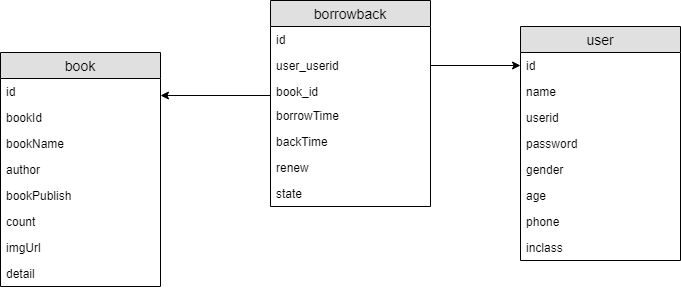 book
id
bookId
bookName
author
bookPublish
count
imgUrl
detail
borrowback
id
user_userid
book_id
borrowTime
backTime
renew
state
user
id
name
userid
password
gender
age
phone
inclass